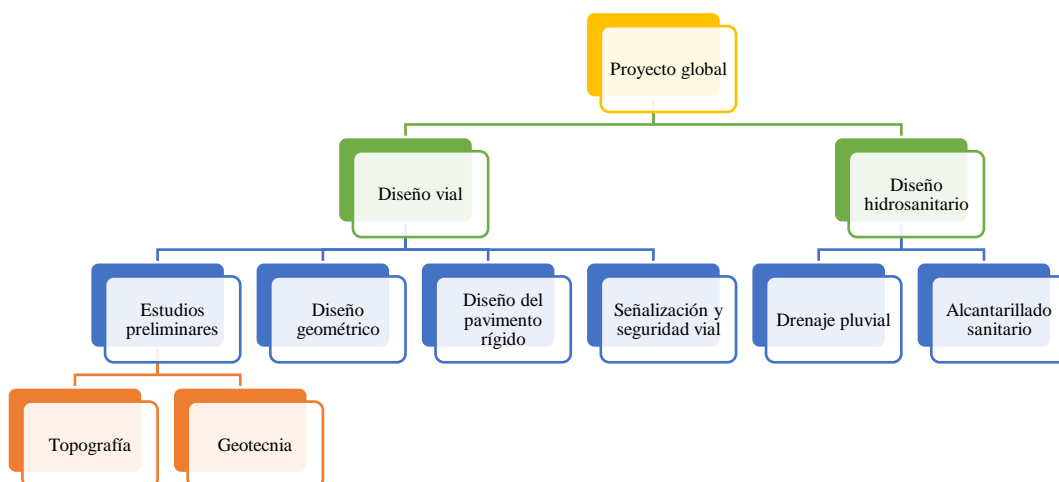 Proyecto global
Diseño vial
Diseño
hidrosanitario
Estudios
preliminares
Diseño
geométrico
Diseño del
pavimento
rígido
Señalización y
seguridad vial
Drenaje pluvial
Alcantarillado
sanitario
Topografía
Geotecnia